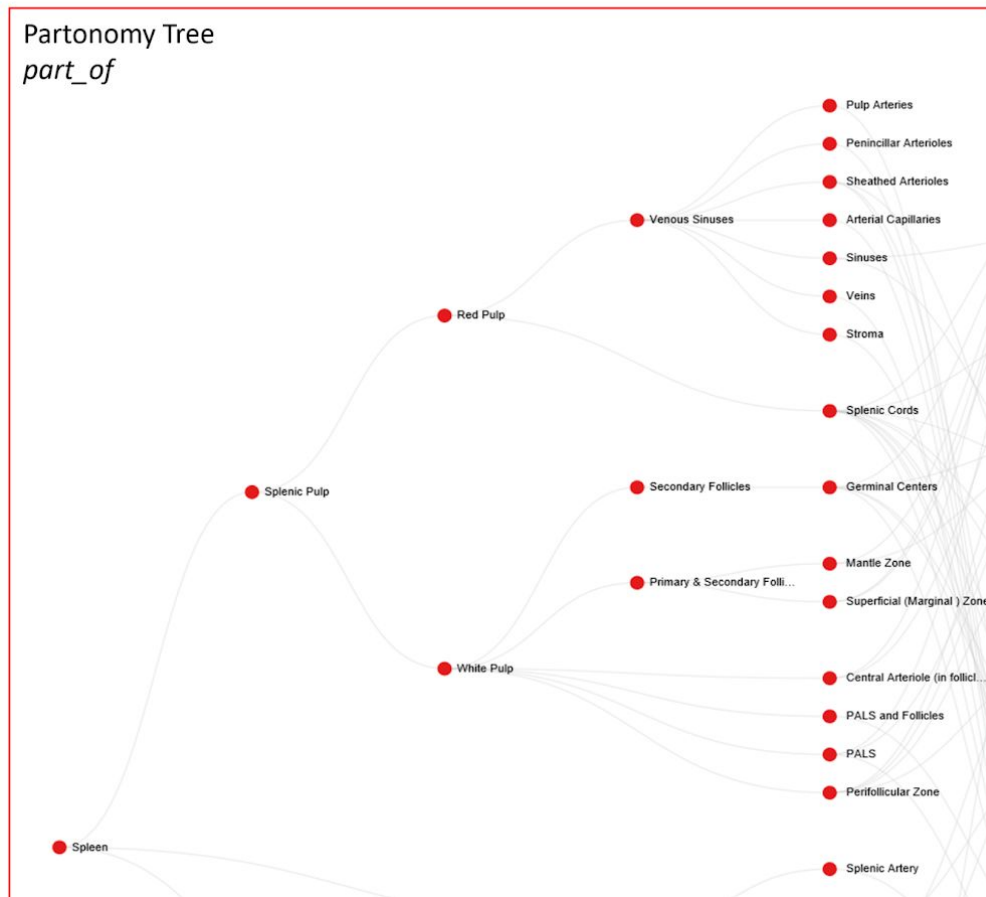 Partonomy Tree
part_of
Pulp Arteries
Penincillar Arterioles
Sheathed Arterioles
Venous Sinuses
Arterial Capillaries
Sinuses
Veins
Red Pulp
Stroma
Splenic Cords
Splenic Pulp
Secondary Follicles
Germinal Centers
Mantle Zone
Primary & Secondary Folli...
Superficial (Marginal ) Zone
White Pulp
Central Arteriole (in follicl...
PALS and Follicles
PALS
Perifollicular Zone
Spleen
Splenic Artery